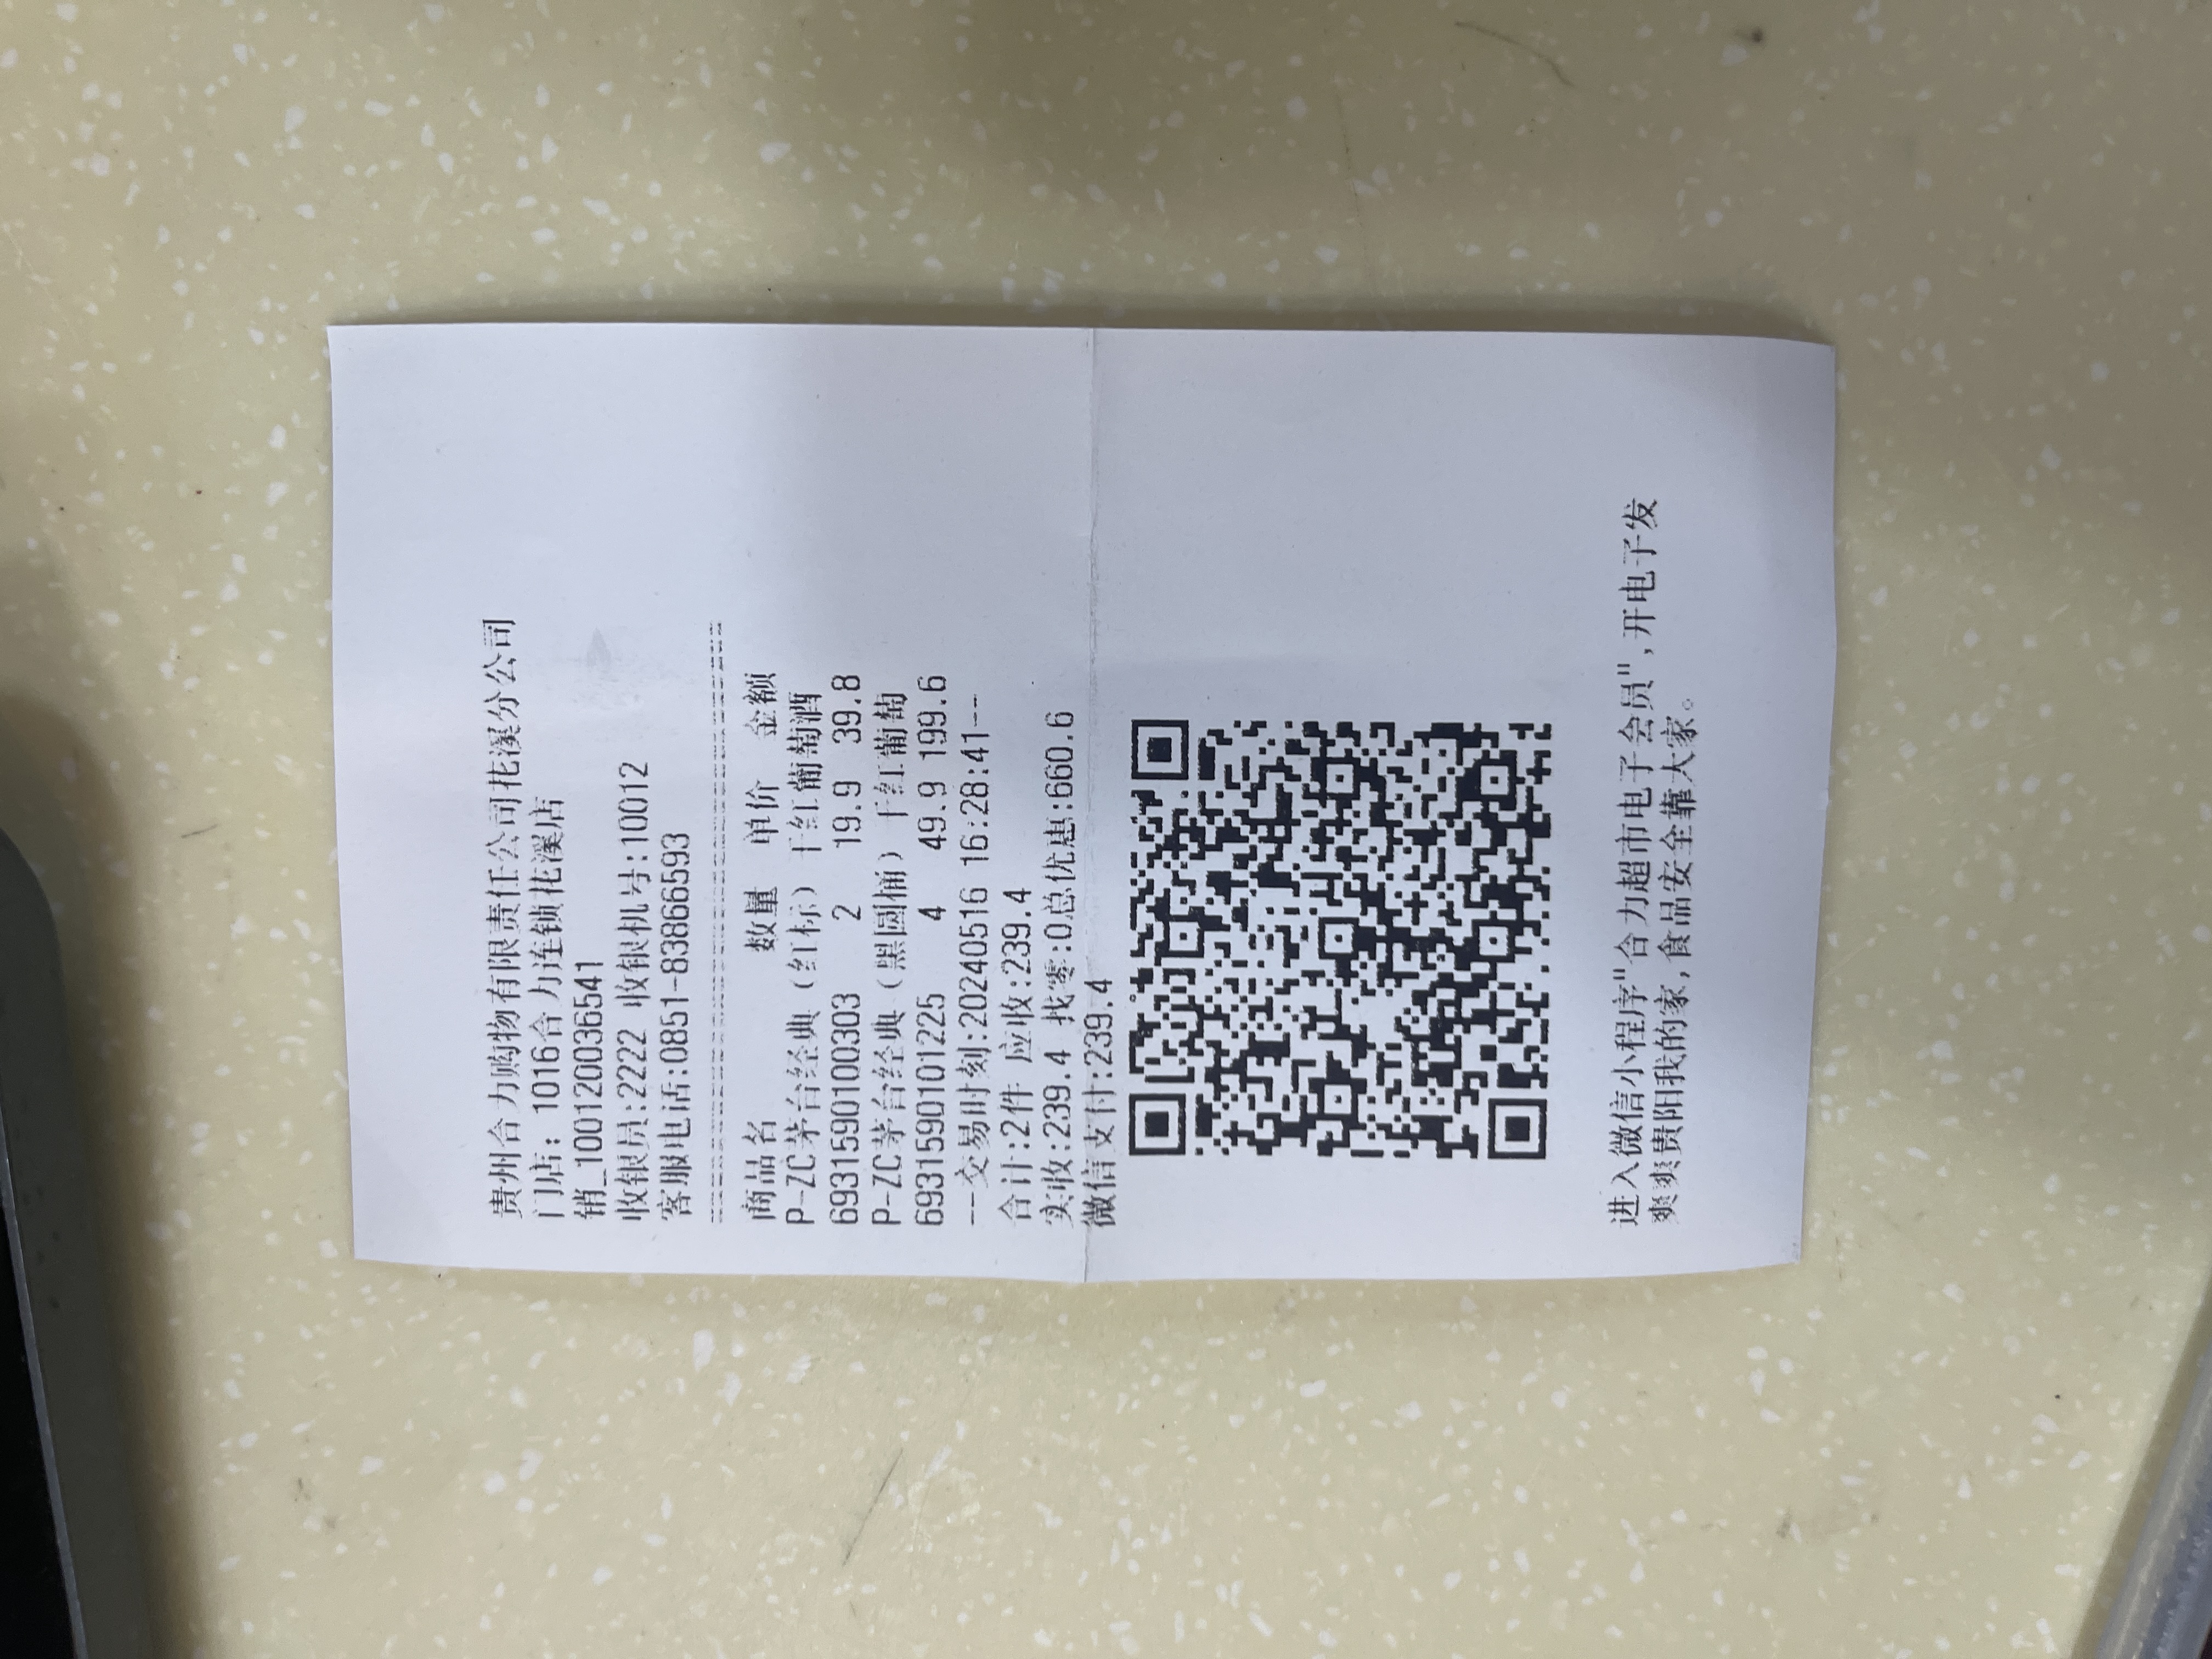 贵州合力购物有限责任公司花溪分公司
门店: 1016合力连锁花溪店
销_100120036541
收银员:2222 收银机号:10012
客服电话:0851-83866593
商品名 数量 单价 金额
P-ZC茅台经典（红标）干红葡萄酒
6931590100303 2 19.9 39.8
P-ZC茅台经典（黑圆桶）干红葡萄
6931590101225 4 49.9 199.6
--交易时刻:20240516 16:28:41--
合计:2件 应收:239.4
实收:239.4 找零:0总优惠:660.6
微信支付:239.4
进入微信小程序"合力超市电子会员",开电子发
爽爽贵阳我的家,食品安全靠大家。